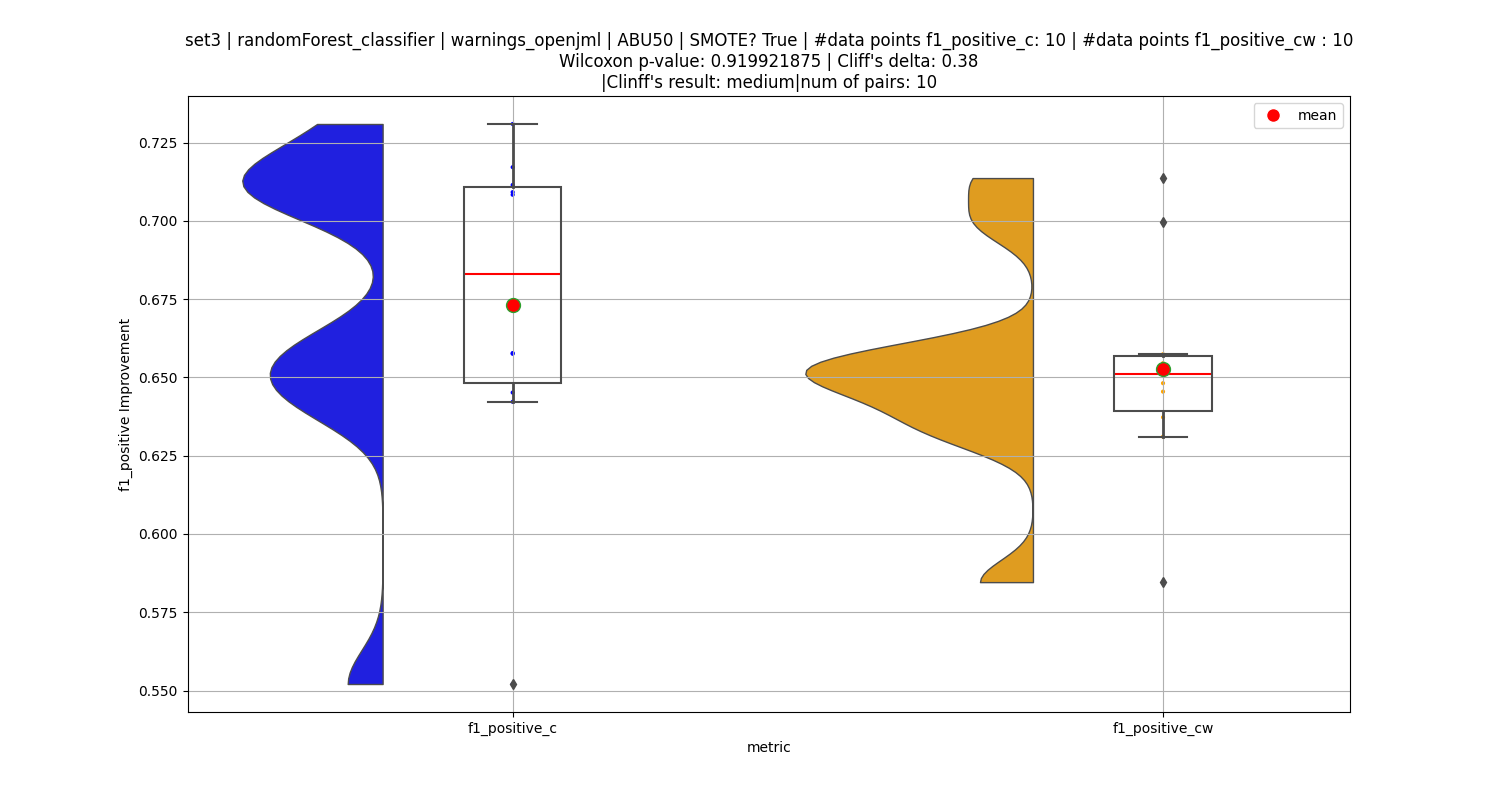 set3 | randomForest_classifier | warnings_openjml | ABU50 | SMOTE? True | #data points f1_positive_c: 10 | #data points f1_positive_cw : 10
Wilcoxon p-value: 0.919921875 | Cliff's delta: 0.38
|Clinff's result: medium|num of pairs: 10
mean
0.725
0.700
0.675
0.650
0.625
0.600
0.575
0.550
f1_positive Improvement
f1_positive_c
f1_positive_cw
metric